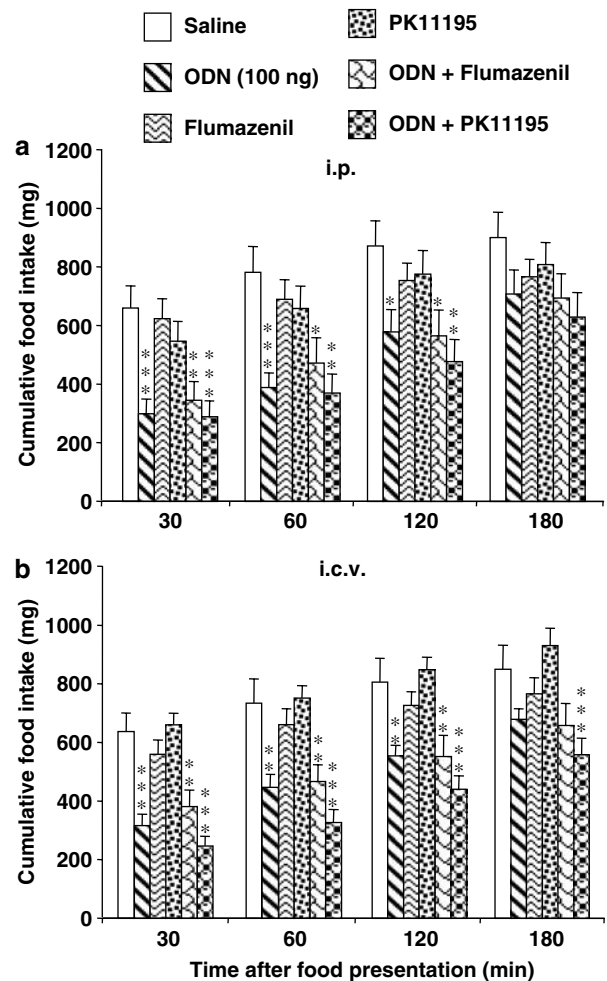 Saline
PK11195
ODN (100 ng)
ODN + Flumazenil
Flumazenil
ODN + PK11195
a
i.p.
Cumulative food intake (mg)
1200
1000
800
600
400
200
0
***
**
***
***
*
**
*
*
**
30 60 120 180
b
i.c.v.
Cumulative food intake (mg)
1200
1000
800
600
400
200
0
***
**
***
**
**
***
**
**
***
***
30 60 120 180
Time after food presentation (min)